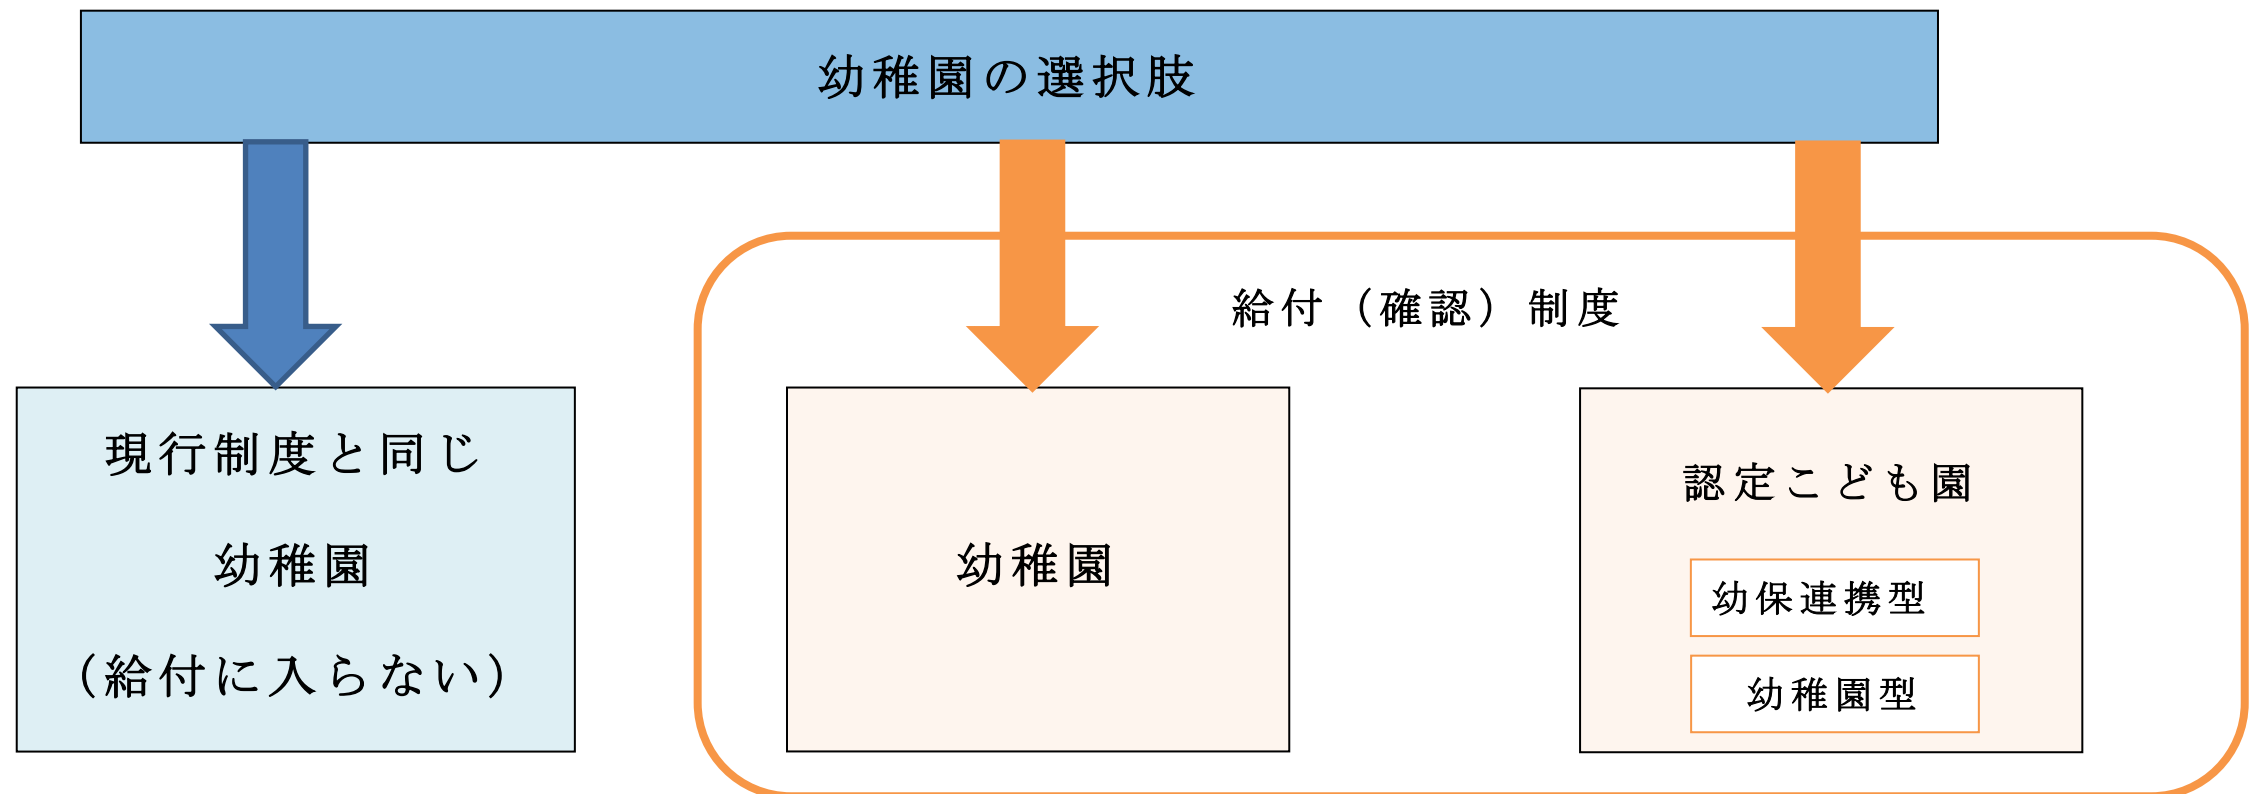 幼稚園の選択肢
給付（確認）制度
現行制度と同じ
幼稚園
（給付に入らない）
幼稚園
認定こども園
幼保連携型
幼稚園型